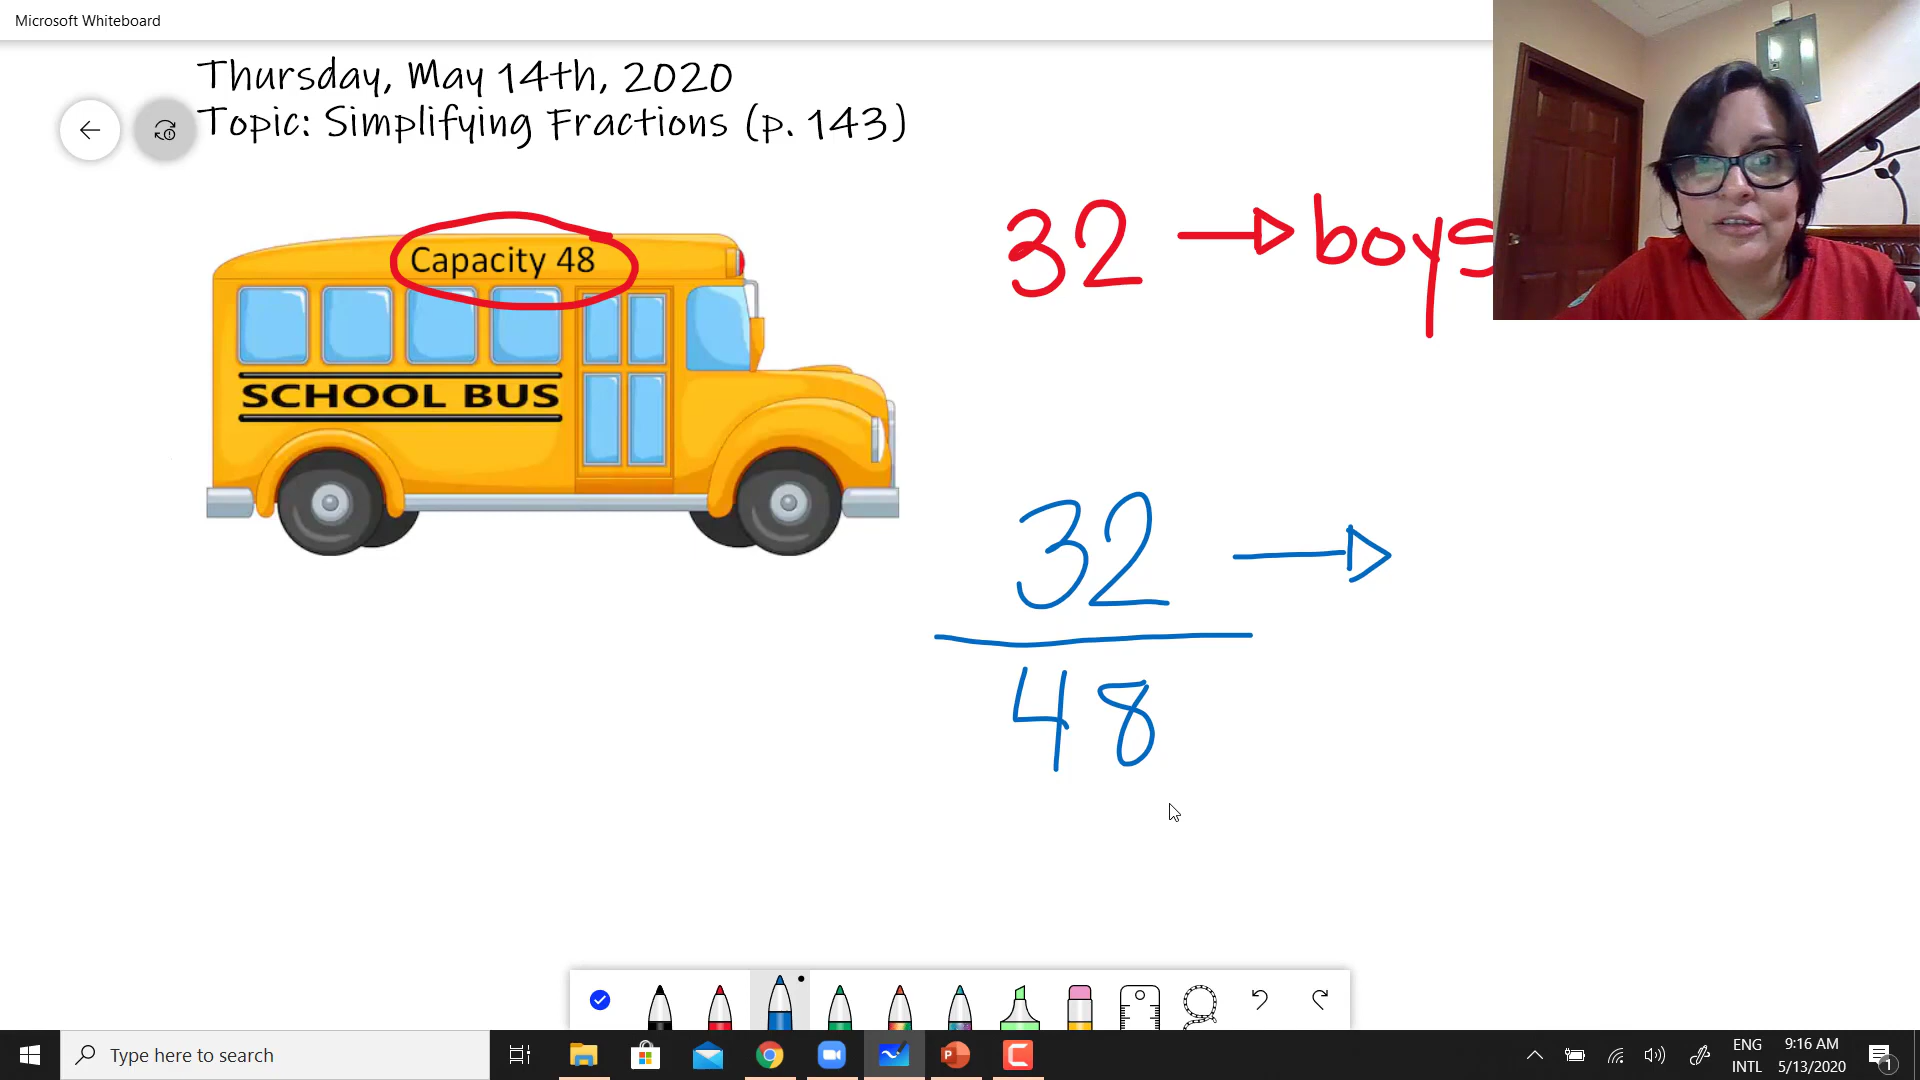 Microsoft Whiteboard
Thursday, May 14th, 2020
Topic: Simplifying Fractions (p. 143)
Capacity 48
SCHOOL BUS
32 → boys
32 →
48
Type here to search
ENG
INTL
9:16 AM
5/13/2020
1